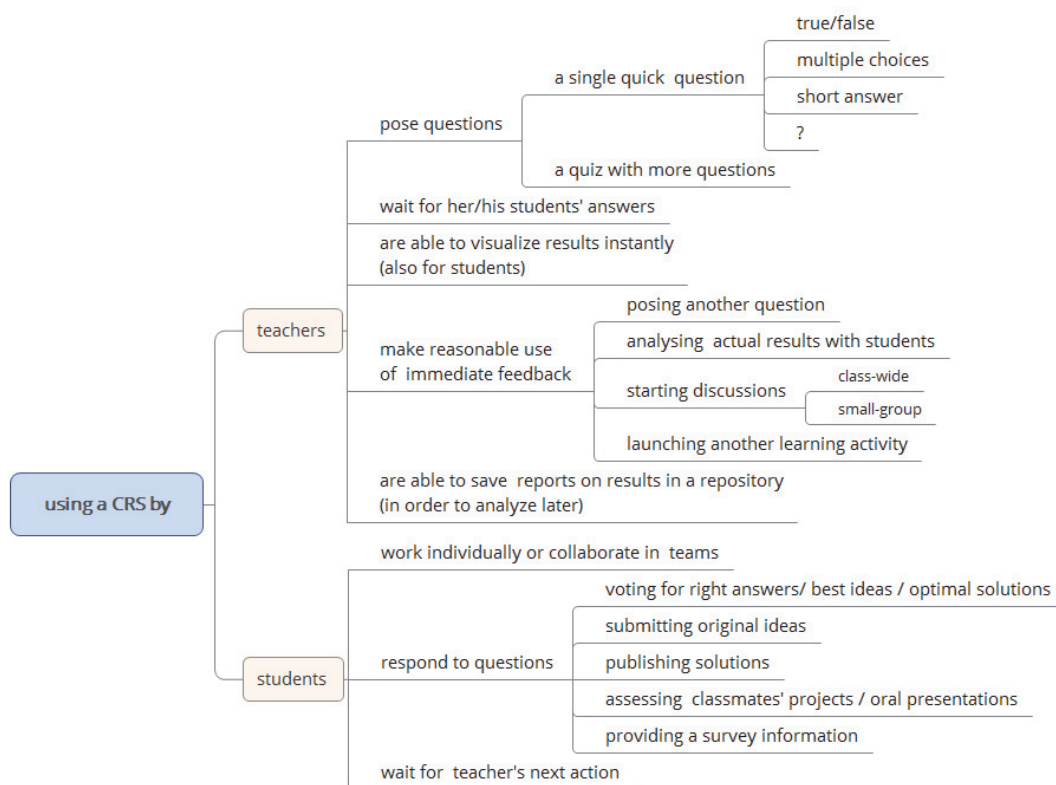 using a CRS by
teachers
pose questions
a single quick question
true/false
multiple choices
short answer
?
a quiz with more questions
wait for her/his students' answers
are able to visualize results instantly
(also for students)
make reasonable use
of immediate feedback
posing another question
analysing actual results with students
starting discussions
class-wide
small-group
launching another learning activity
are able to save reports on results in a repository
(in order to analyze later)
students
work individually or collaborate in teams
respond to questions
voting for right answers/ best ideas / optimal solutions
submitting original ideas
publishing solutions
assessing classmates' projects / oral presentations
providing a survey information
wait for teacher's next action